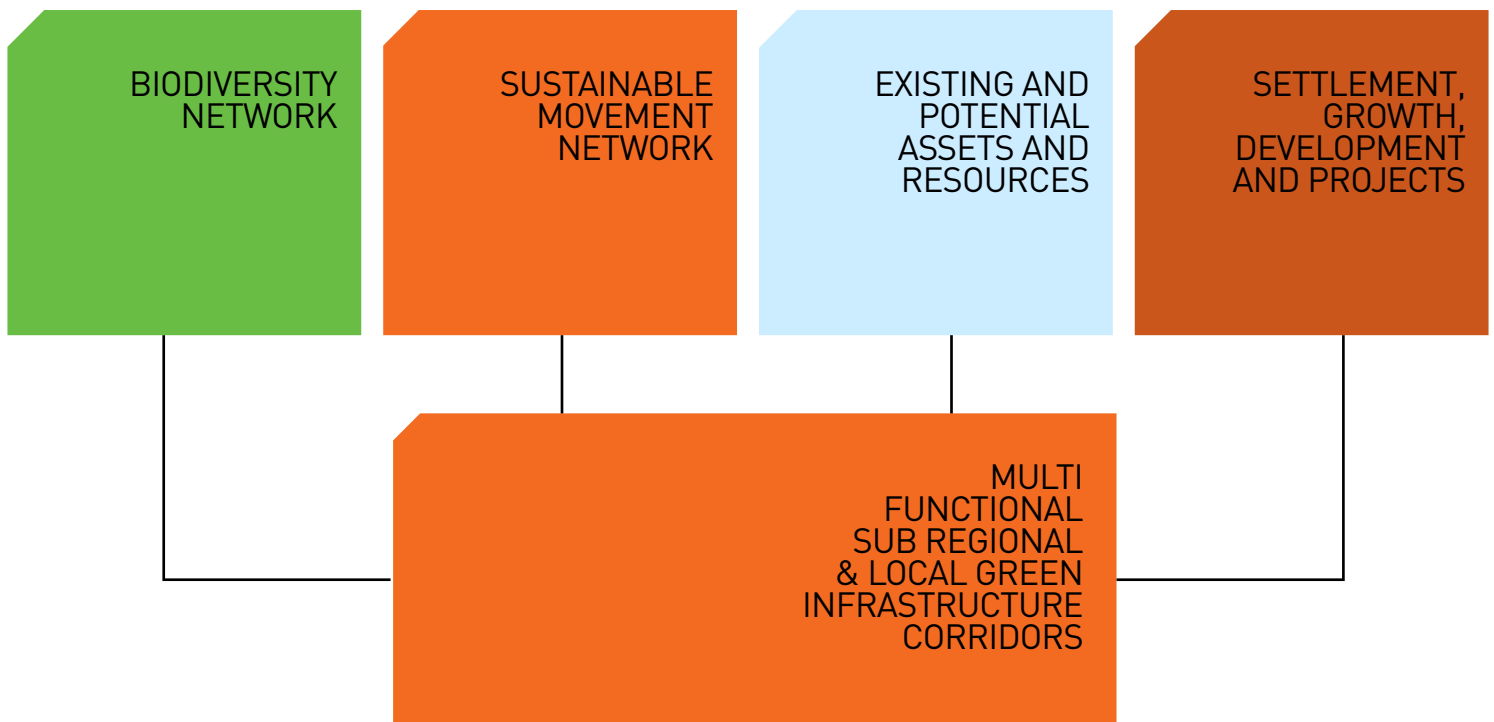 BIODIVERSITY
NETWORK
SUSTAINABLE
MOVEMENT
NETWORK
EXISTING AND
POTENTIAL
ASSETS AND
RESOURCES
SETTLEMENT,
GROWTH,
DEVELOPMENT
AND PROJECTS
MULTI
FUNCTIONAL
SUB REGIONAL
& LOCAL GREEN
INFRASTRUCTURE
CORRIDORS